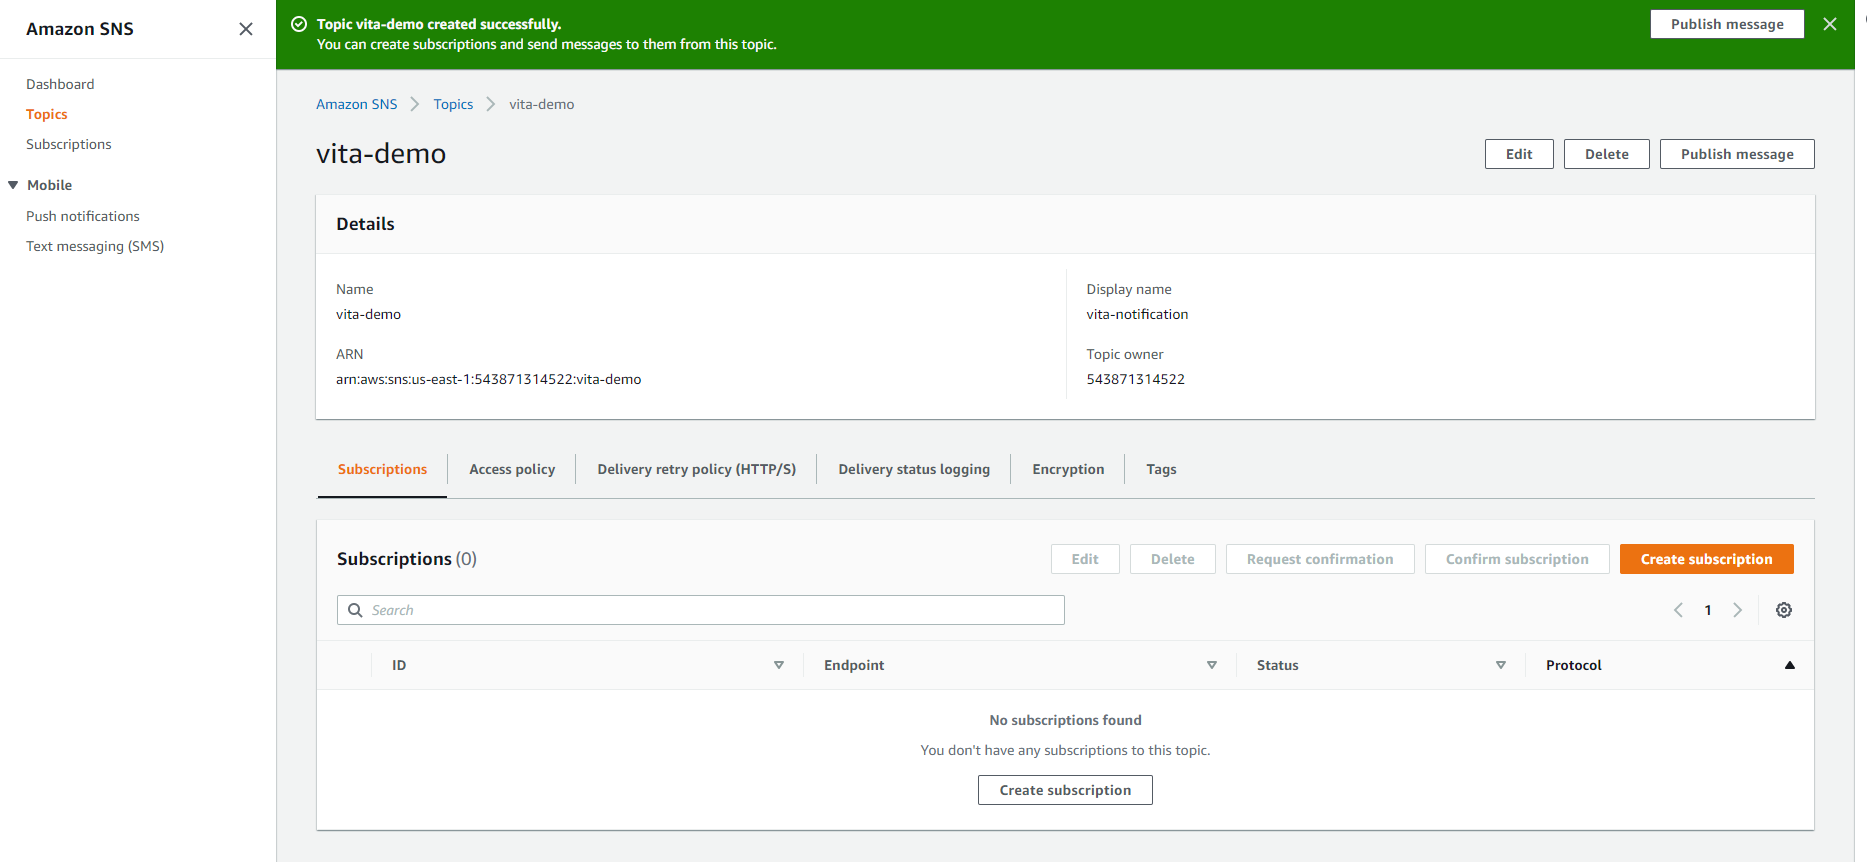 Amazon SNS
Dashboard
Topics
Subscriptions
Mobile
Push notifications
Text messaging (SMS)
Topic vita-demo created successfully.
You can create subscriptions and send messages to them from this topic.
Publish message
Amazon SNS > Topics > vita-demo
vita-demo
Edit Delete Publish message
Details
Name
vita-demo
ARN
arn:aws:sns:us-east-1:543871314522:vita-demo
Display name
vita-notification
Topic owner
543871314522
Subscriptions Access policy Delivery retry policy (HTTP/S) Delivery status logging Encryption Tags
Subscriptions (0)
Edit Delete Request confirmation Confirm subscription Create subscription
Search
1
ID Endpoint Status Protocol
No subscriptions found
You don't have any subscriptions to this topic.
Create subscription